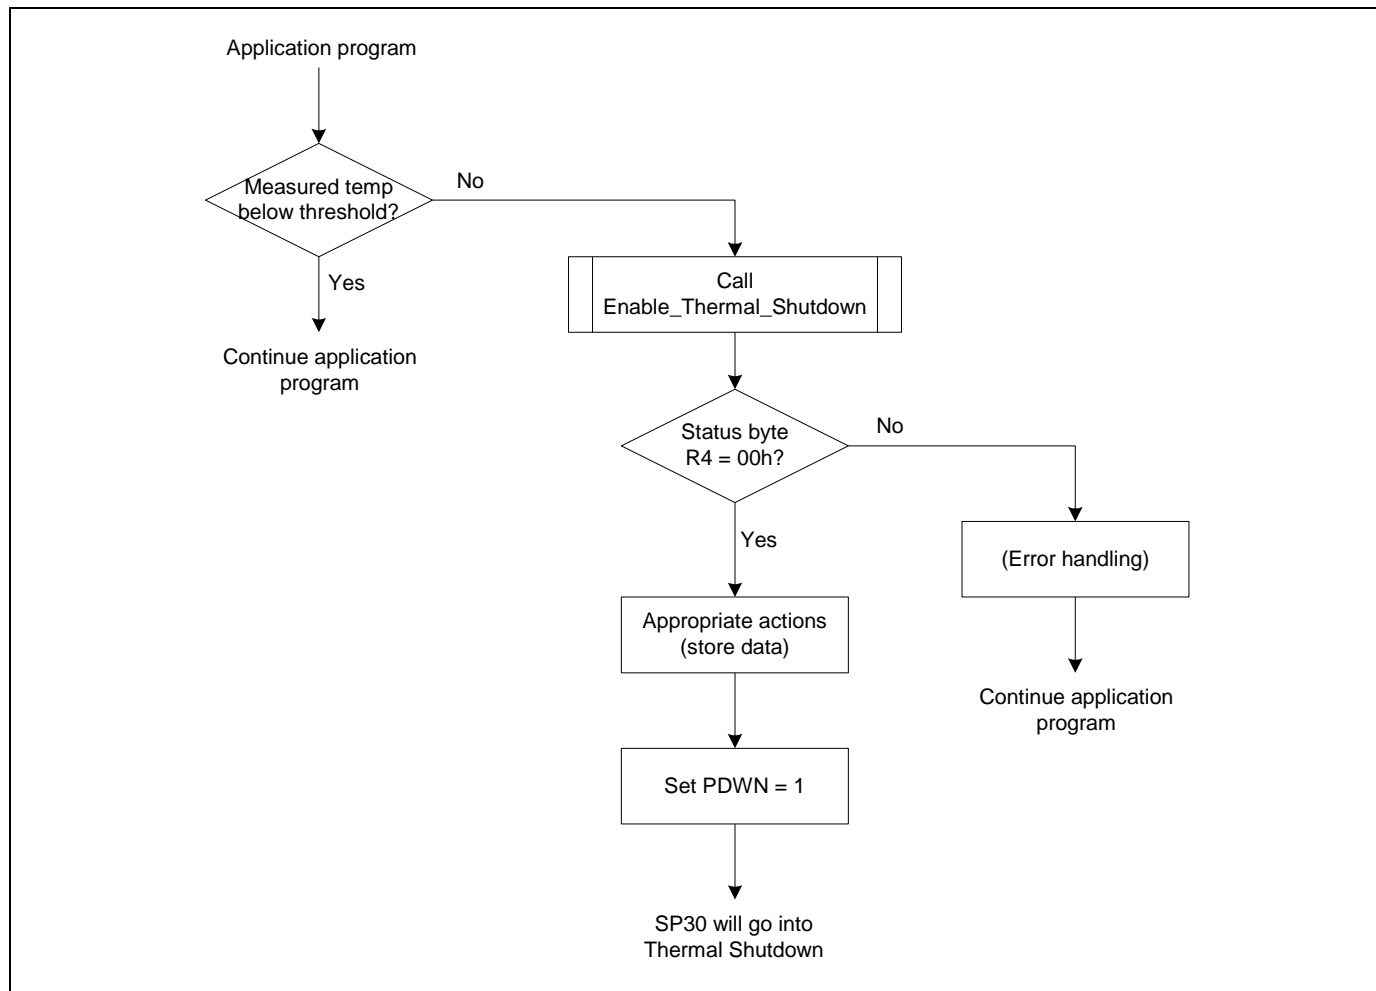 Application program
Measured temp
below threshold?
No
Yes
Continue application
program
Call
Enable_Thermal_Shutdown
Status byte
R4 = 00h?
No
Yes
(Error handling)
Continue application
program
Appropriate actions
(store data)
Set PDWN = 1
SP30 will go into
Thermal Shutdown